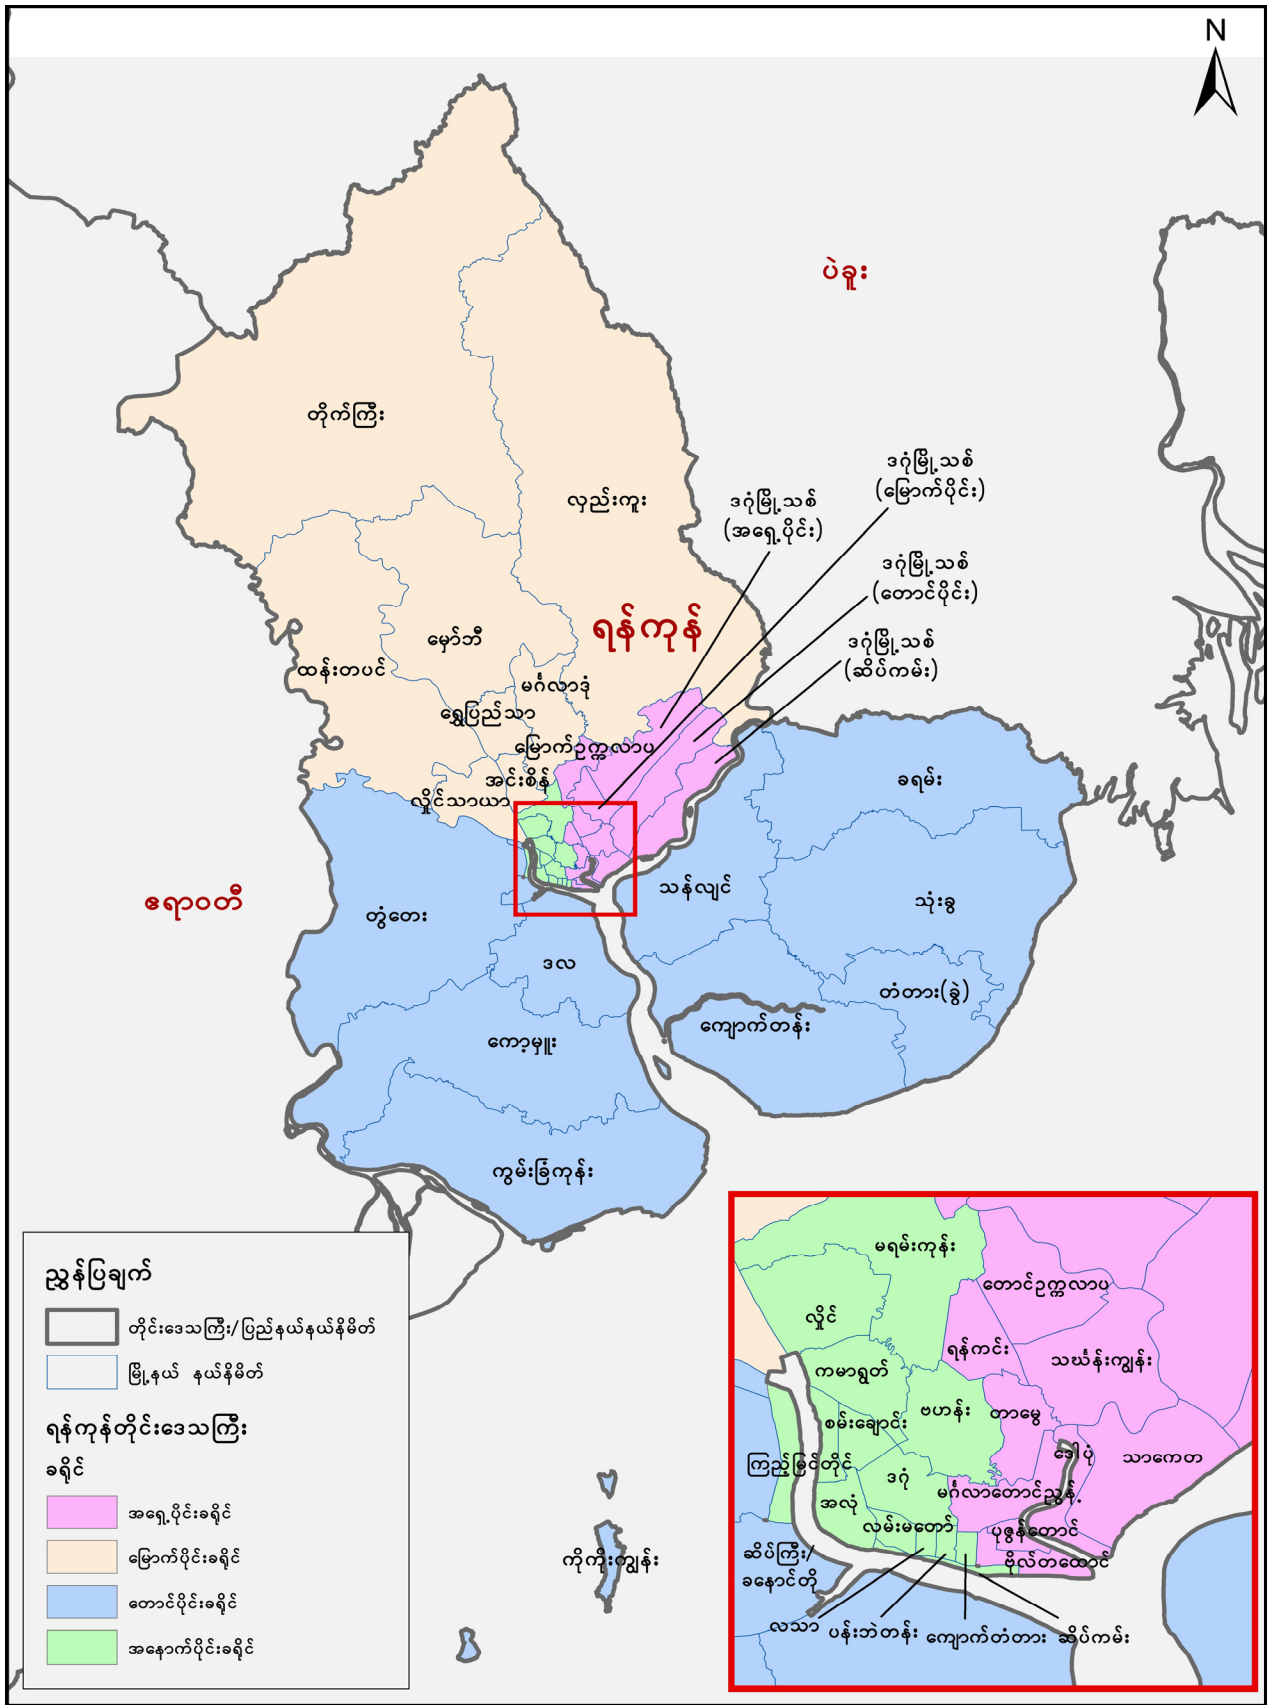 N
ပဲခူး
တိုက်ကြီး
လှည်းကူး
ဒဂုံမြို့သစ်
(မြောက်ပိုင်း)
ဒဂုံမြို့သစ်
(အရှေ့ပိုင်း)
ဒဂုံမြို့သစ်
(တောင်ပိုင်း)
ဒဂုံမြို့သစ်
(ဆိပ်ကမ်း)
ရန်ကုန်
မှော်ဘီ
ထန်းတပင်
မင်္ဂလာဒုံ
ရွှေပြည်သာ
မြောက်ဥက္ကလာပ
အင်းစိန်
လှိုင်သာယာ
ခရမ်း
ဧရာဝတီ
တွံတေး
သန်လျင်
သုံးခွ
ဒလ
တံတား(ခွဲ)
ကျောက်တန်း
ကော့မှူး
ကွမ်းခြံကုန်း
ညွှန်ပြချက်
တိုင်းဒေသကြီး/ပြည်နယ်နယ်နိမိတ်
မြို့နယ် နယ်နိမိတ်
ရန်ကုန်တိုင်းဒေသကြီး
ခရိုင်
အရှေ့ပိုင်းခရိုင်
မြောက်ပိုင်းခရိုင်
တောင်ပိုင်းခရိုင်
အနောက်ပိုင်းခရိုင်
ကိုကိုးကျွန်း
မရမ်းကုန်း
တောင်ဥက္ကလာပ
လှိုင်
ရန်ကင်း
သင်္ဃန်းကျွန်း
ကမာရွတ်
ဗဟန်း
တာမွေ
စမ်းချောင်း
ဒေါပုံ
သာကေတ
ကြည့်မြင်တိုင်
ဒဂုံ
မင်္ဂလာတောင်ညွန့်
အလုံ
လမ်းမတော်
ပုဇွန်တောင်
ဗိုလ်တထောင်
ဆိပ်ကြီး/
ခနောင်တို
လသာ
ပန်းဘဲတန်း
ကျောက်တံတား
ဆိပ်ကမ်း